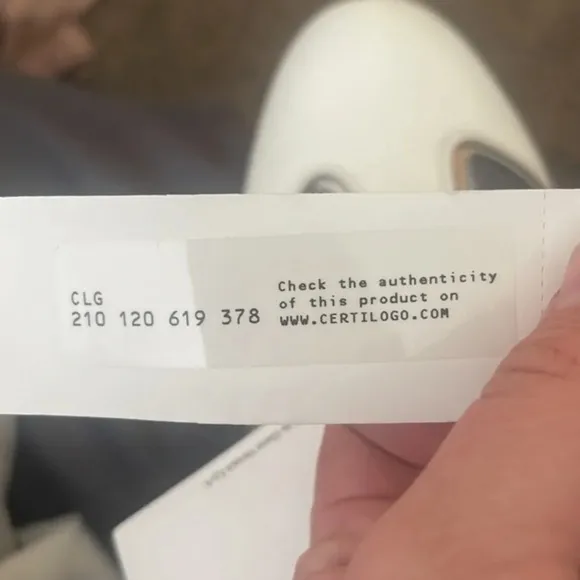 CLG
210 120 619 378
Check the authenticity
of this product on
WWW.CERTILOGO.COM